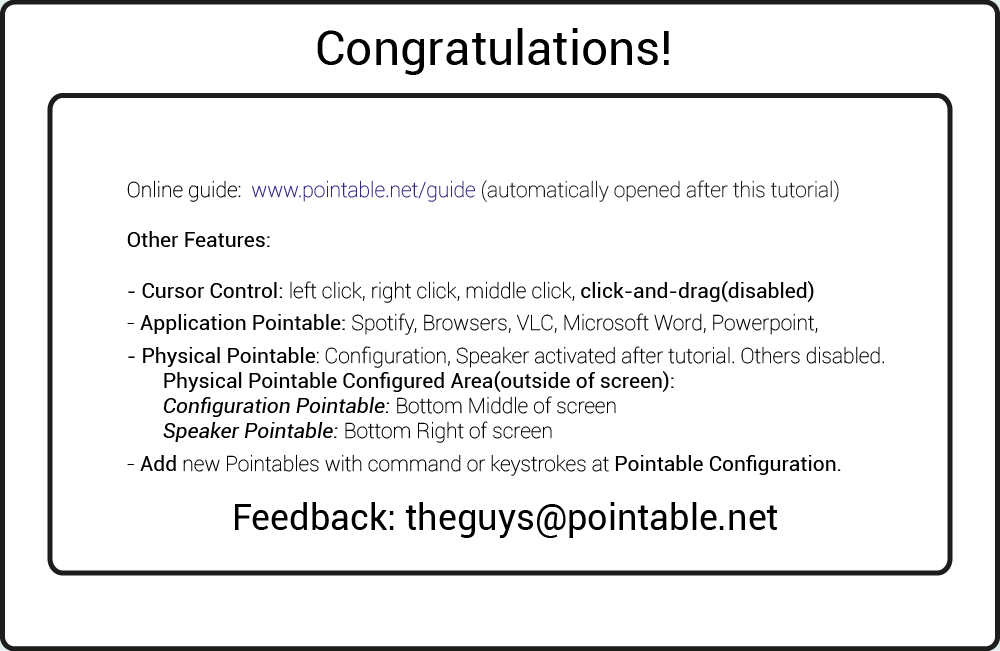 Congratulations!
Online guide: www.pointable.net/guide (automatically opened after this tutorial)
Other Features:
- Cursor Control: left click, right click, middle click, click-and-drag(disabled)
- Application Pointable: Spotify, Browsers, VLC, Microsoft Word, Powerpoint,
- Physical Pointable: Configuration, Speaker activated after tutorial. Others disabled.
Physical Pointable Configured Area(outside of screen):
Configuration Pointable: Bottom Middle of screen
Speaker Pointable: Bottom Right of screen
- Add new Pointables with command or keystrokes at Pointable Configuration.
Feedback: theguys@pointable.net